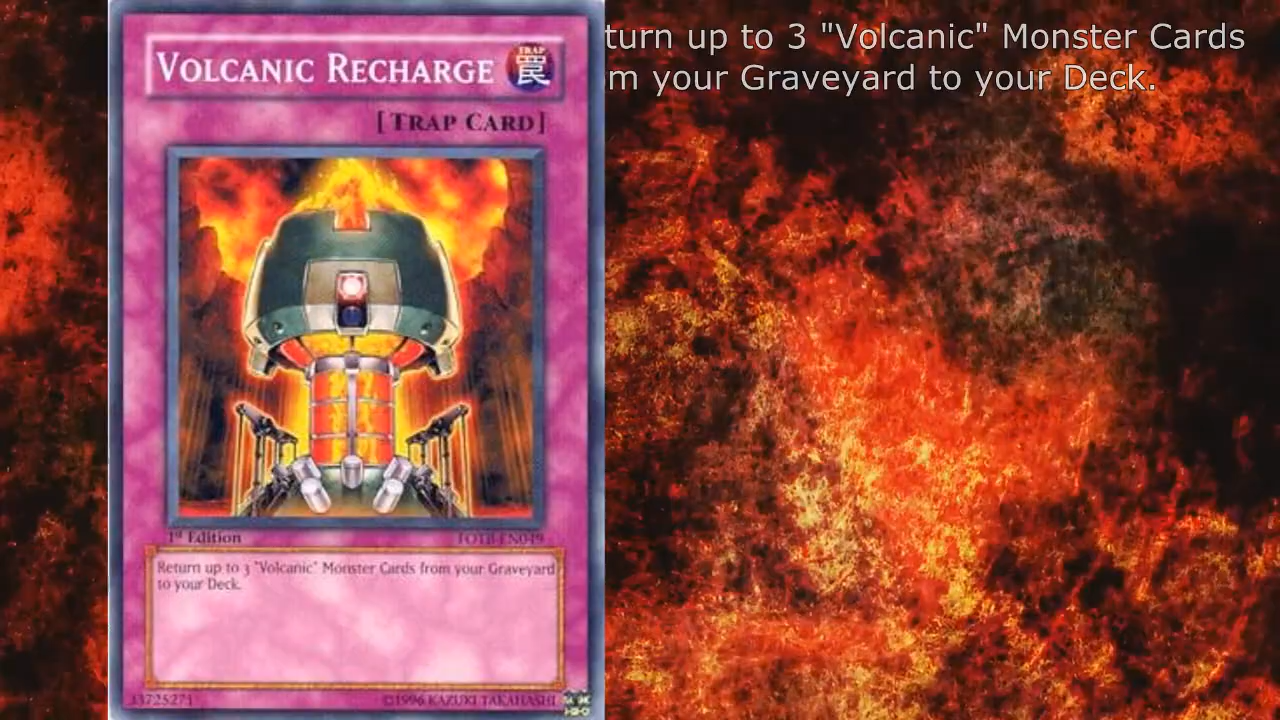 VOLCANIC RECHARGE
TRAP
罠
[TRAP CARD]
1st Edition
FOTB-EN049
Return up to 3 "Volcanic" Monster Cards from your Graveyard
to your Deck.
33725271
©1996 KAZUKI TAKAHASHI
turn up to 3 "Volcanic" Monster Cards
m your Graveyard to your Deck.